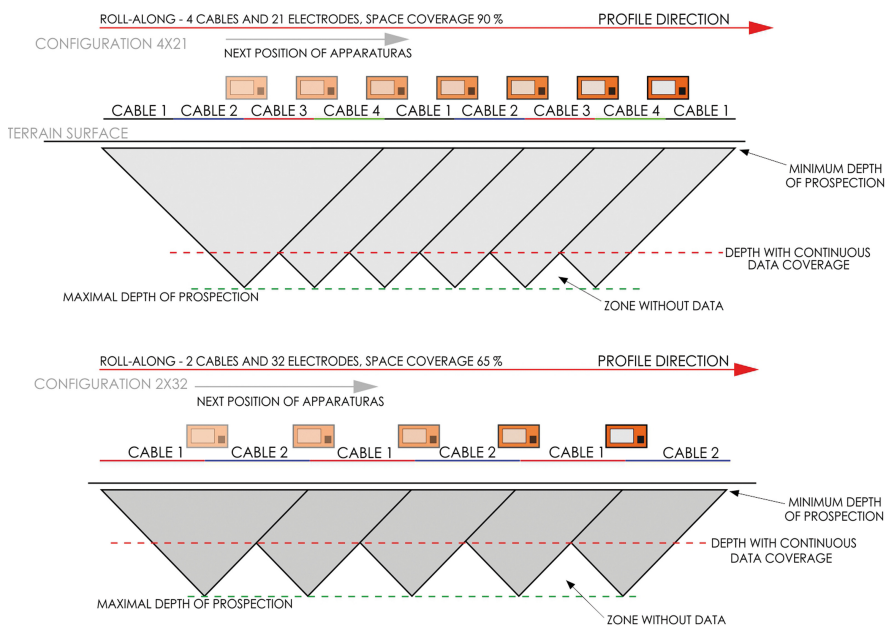 ROLL-ALONG - 4 CABLES AND 21 ELECTRODES, SPACE COVERAGE 90 %
PROFILE DIRECTION
CONFIGURATION 4X21
NEXT POSITION OF APPARATURAS
CABLE 1 CABLE 2 CABLE 3 CABLE 4 CABLE 1 CABLE 2 CABLE 3 CABLE 4 CABLE 1
TERRAIN SURFACE
MINIMUM DEPTH
OF PROSPECTION
DEPTH WITH CONTINUOUS
DATA COVERAGE
MAXIMAL DEPTH OF PROSPECTION
ZONE WITHOUT DATA
ROLL-ALONG - 2 CABLES AND 32 ELECTRODES, SPACE COVERAGE 65 %
PROFILE DIRECTION
CONFIGURATION 2X32
NEXT POSITION OF APPARATURAS
CABLE 1 CABLE 2 CABLE 1 CABLE 2 CABLE 1 CABLE 2
MINIMUM DEPTH
OF PROSPECTION
DEPTH WITH CONTINUOUS
DATA COVERAGE
MAXIMAL DEPTH OF PROSPECTION
ZONE WITHOUT DATA